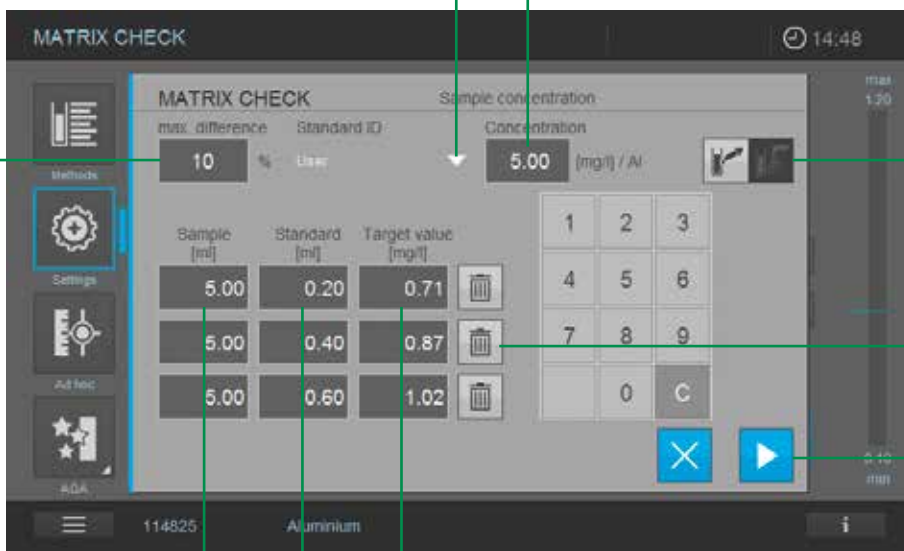 MATRIX CHECK 14:48
MATRIX CHECK Sample concentration
max. difference Standard ID Concentration
10 % User 5.00 [mg/l] / Al
max
1.20
Methods
Sample Standard Target value
[ml] [ml] [mg/l]
1 2 3
Settings
5.00 0.20 0.71 4 5 6
5.00 0.40 0.87 7 8 9
Ad hoc
5.00 0.60 1.02 0 C
0.10
min
AQA
114825 Aluminium i